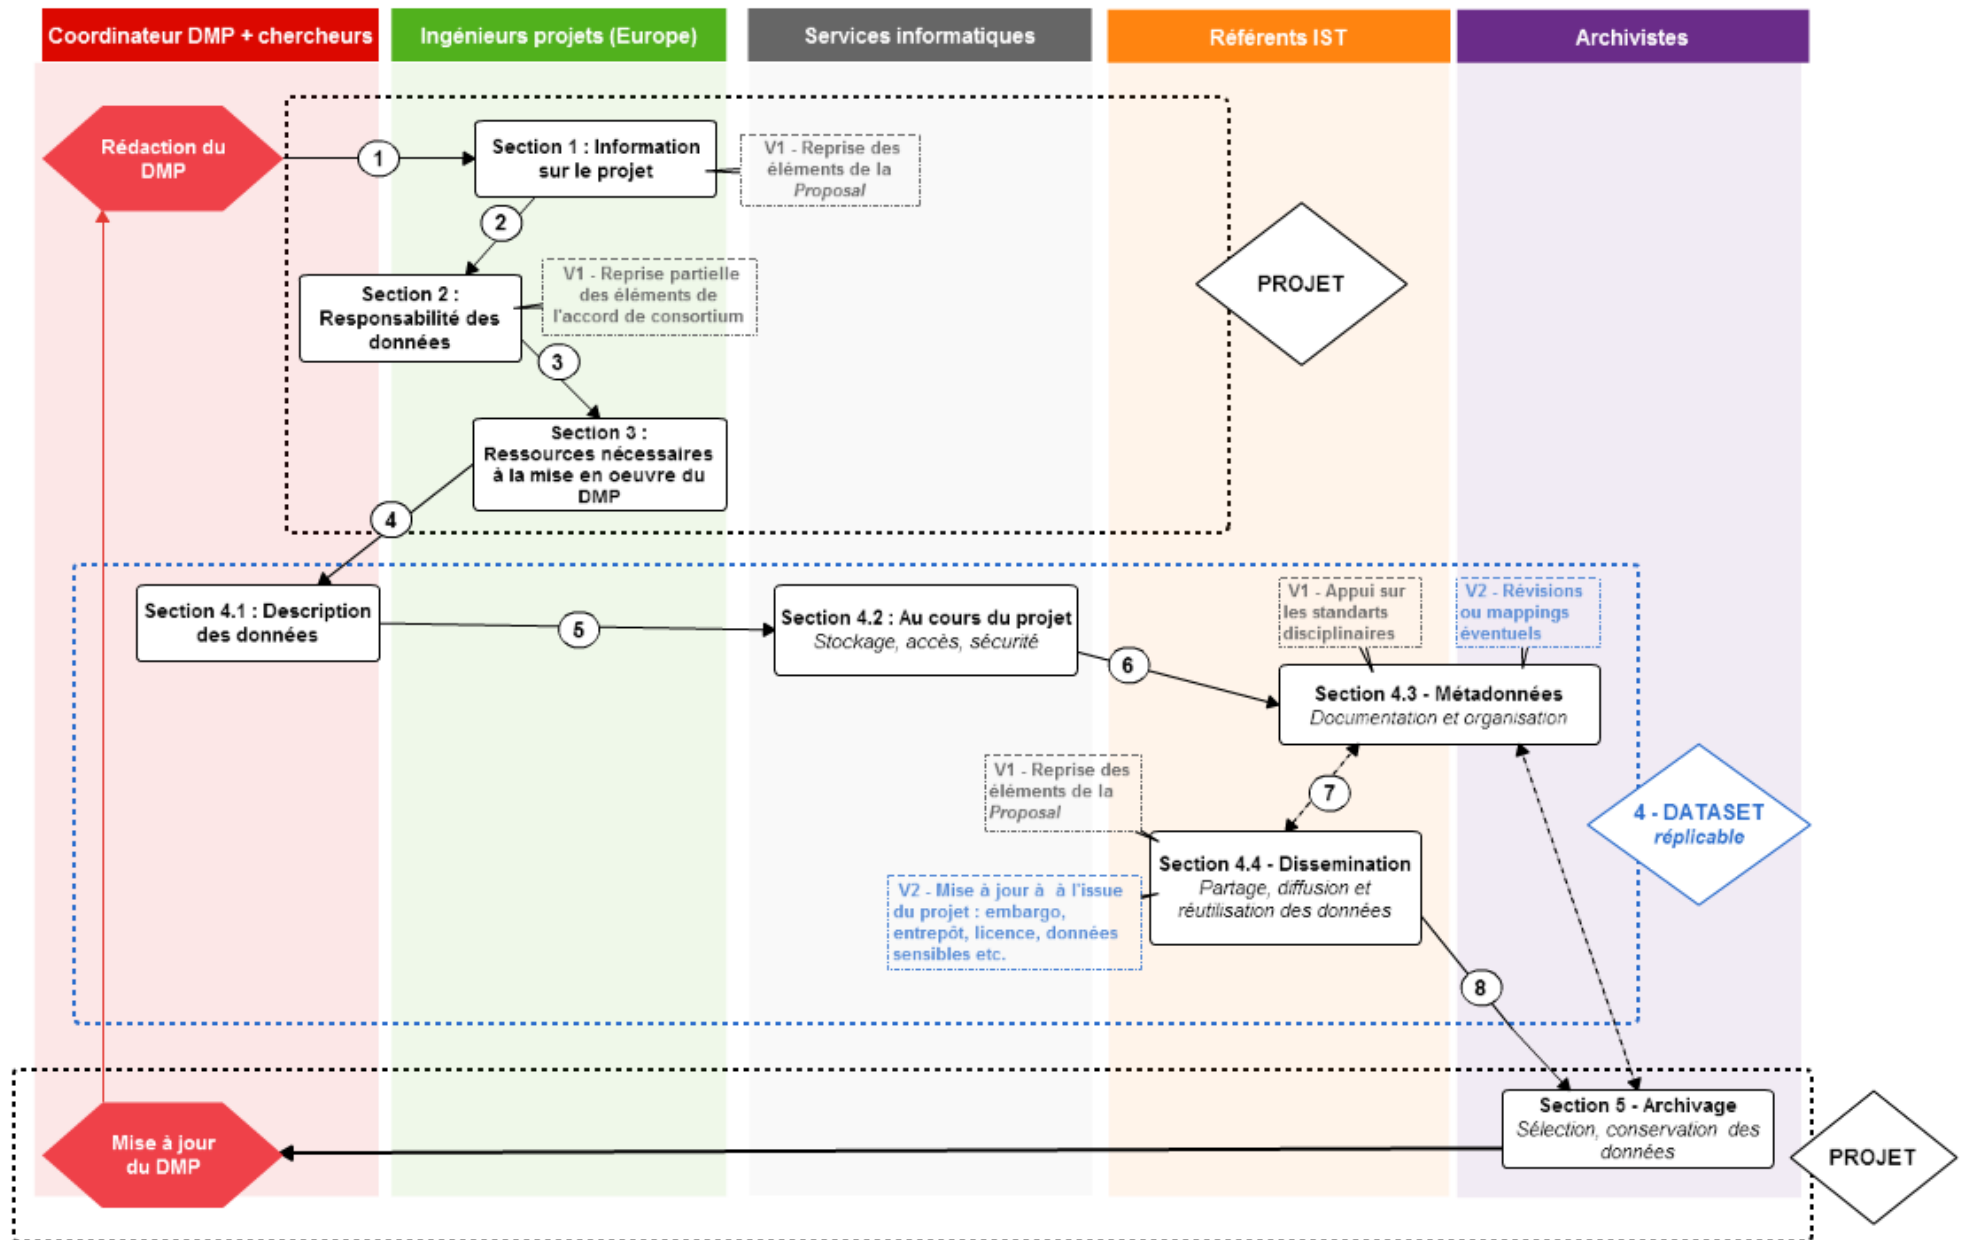 Coordinateur DMP + chercheurs
Ingénieurs projets (Europe)
Services informatiques
Référents IST
Archivistes
Rédaction du
DMP
1
Section 1 : Information
sur le projet
V1 - Reprise des
éléments de la
Proposal
2
Section 2 :
Responsabilité des
données
V1 - Reprise partielle
des éléments de
l'accord de consortium
PROJET
3
Section 3 :
Ressources nécessaires
à la mise en oeuvre du
DMP
4
Section 4.1 : Description
des données
5
Section 4.2 : Au cours du projet
Stockage, accès, sécurité
6
V1 - Appui sur
les standarts
disciplinaires
V2 - Révisions
ou mappings
éventuels
Section 4.3 - Métadonnées
Documentation et organisation
7
V1 - Reprise des
éléments de la
Proposal
Section 4.4 - Dissemination
Partage, diffusion et
réutilisation des données
V2 - Mise à jour à  à l'issue
du projet : embargo,
entrepôt, licence, données
sensibles etc.
4 - DATASET
réplicable
8
Section 5 - Archivage
Sélection, conservation  des
données
Mise à jour
du DMP
PROJET